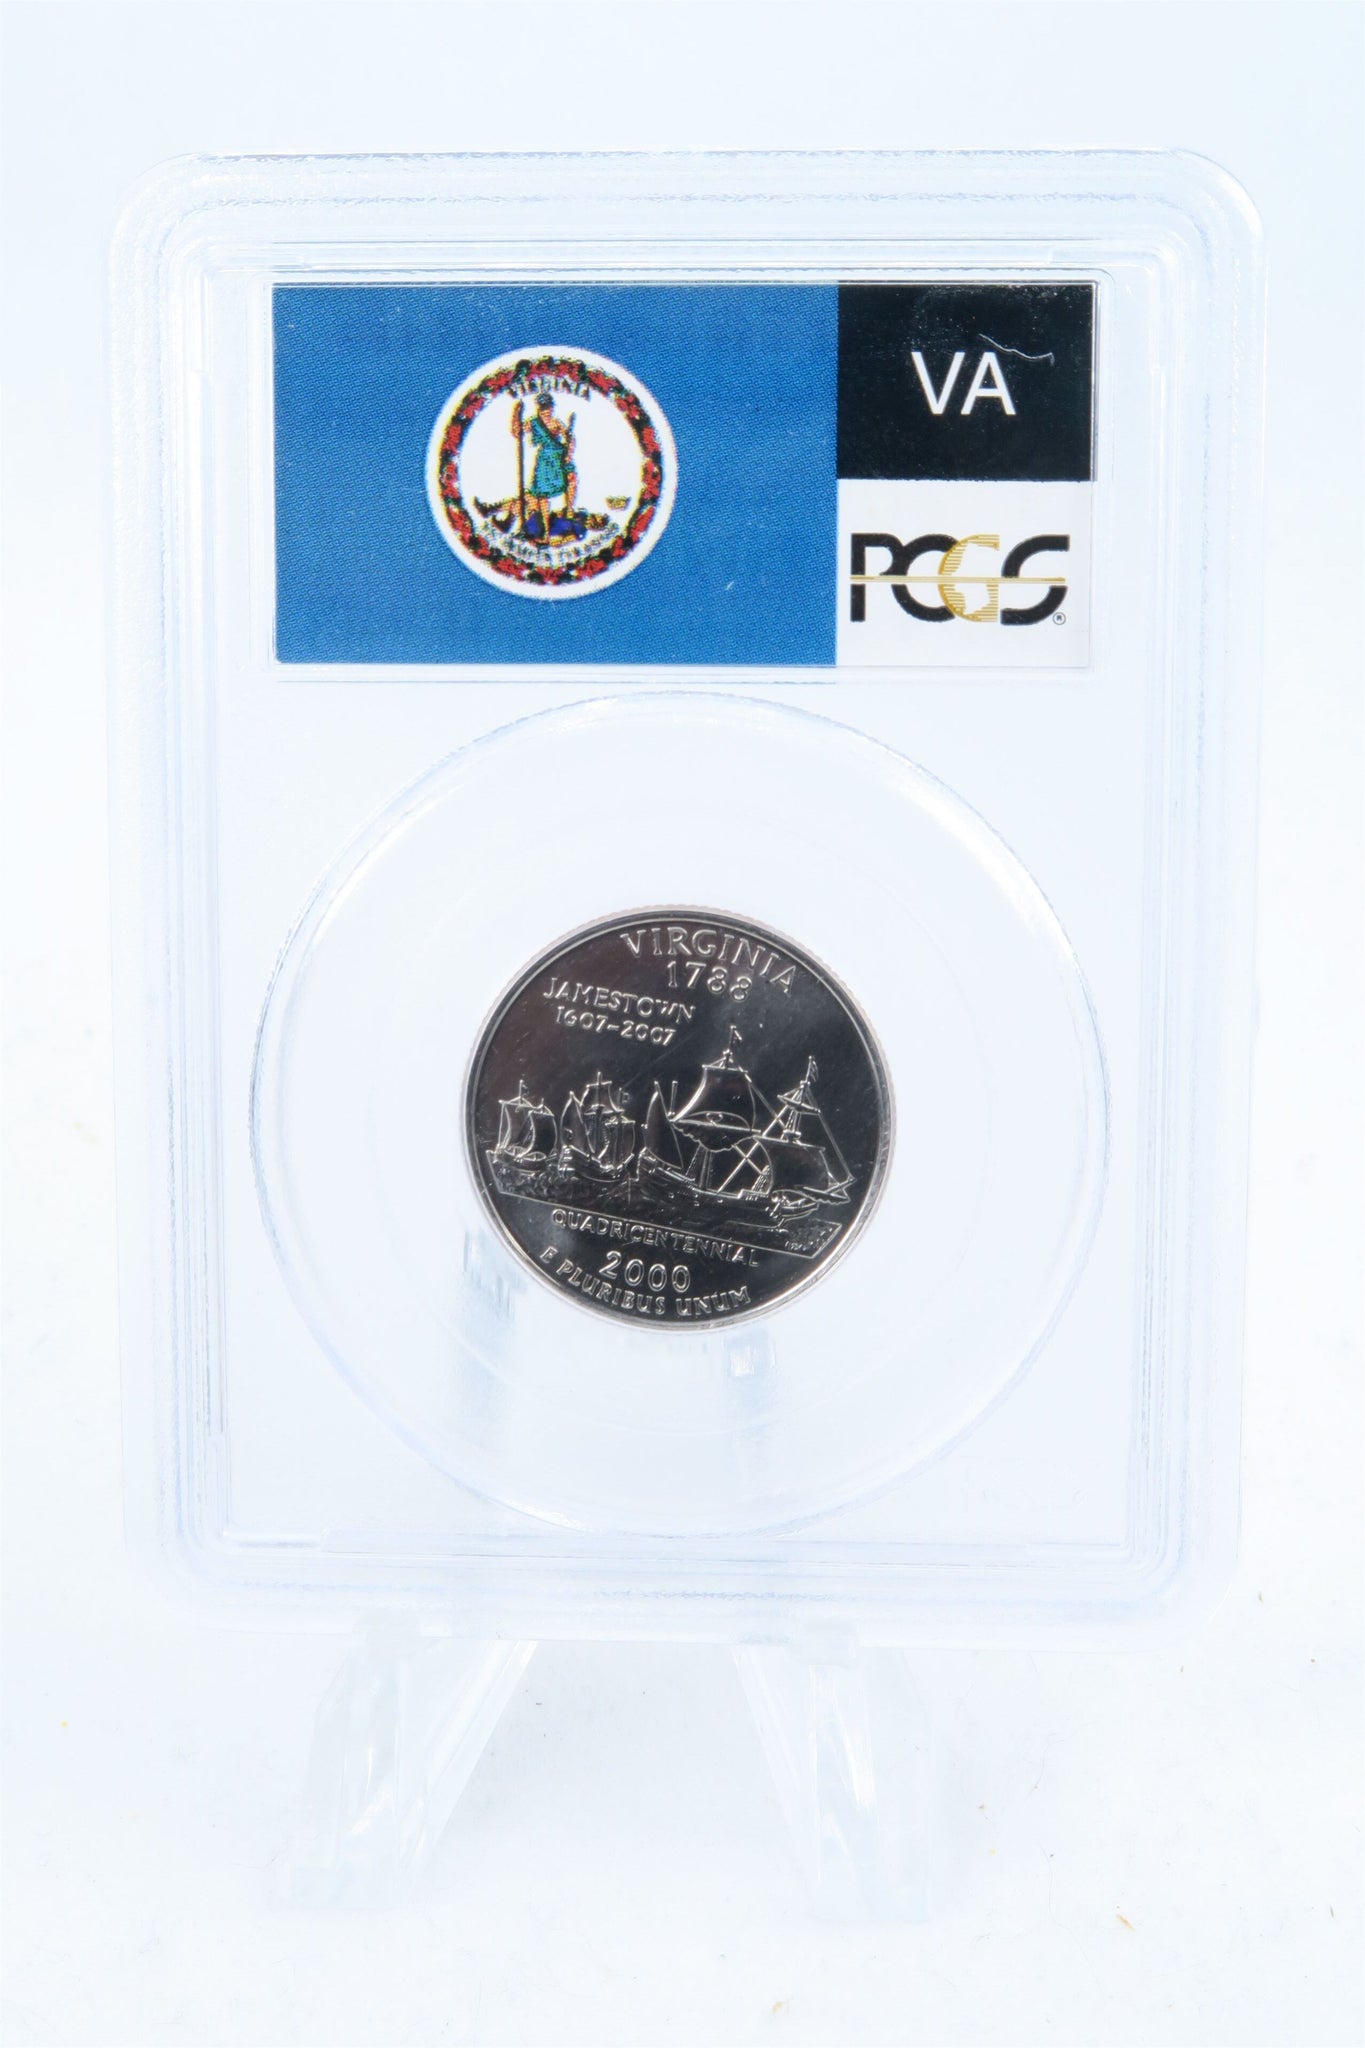 VA
PCGS®
VIRGINIA
1788
JAMESTOWN
1607-2007
QUADRICENTENNIAL
2000
E PLURIBUS UNUM